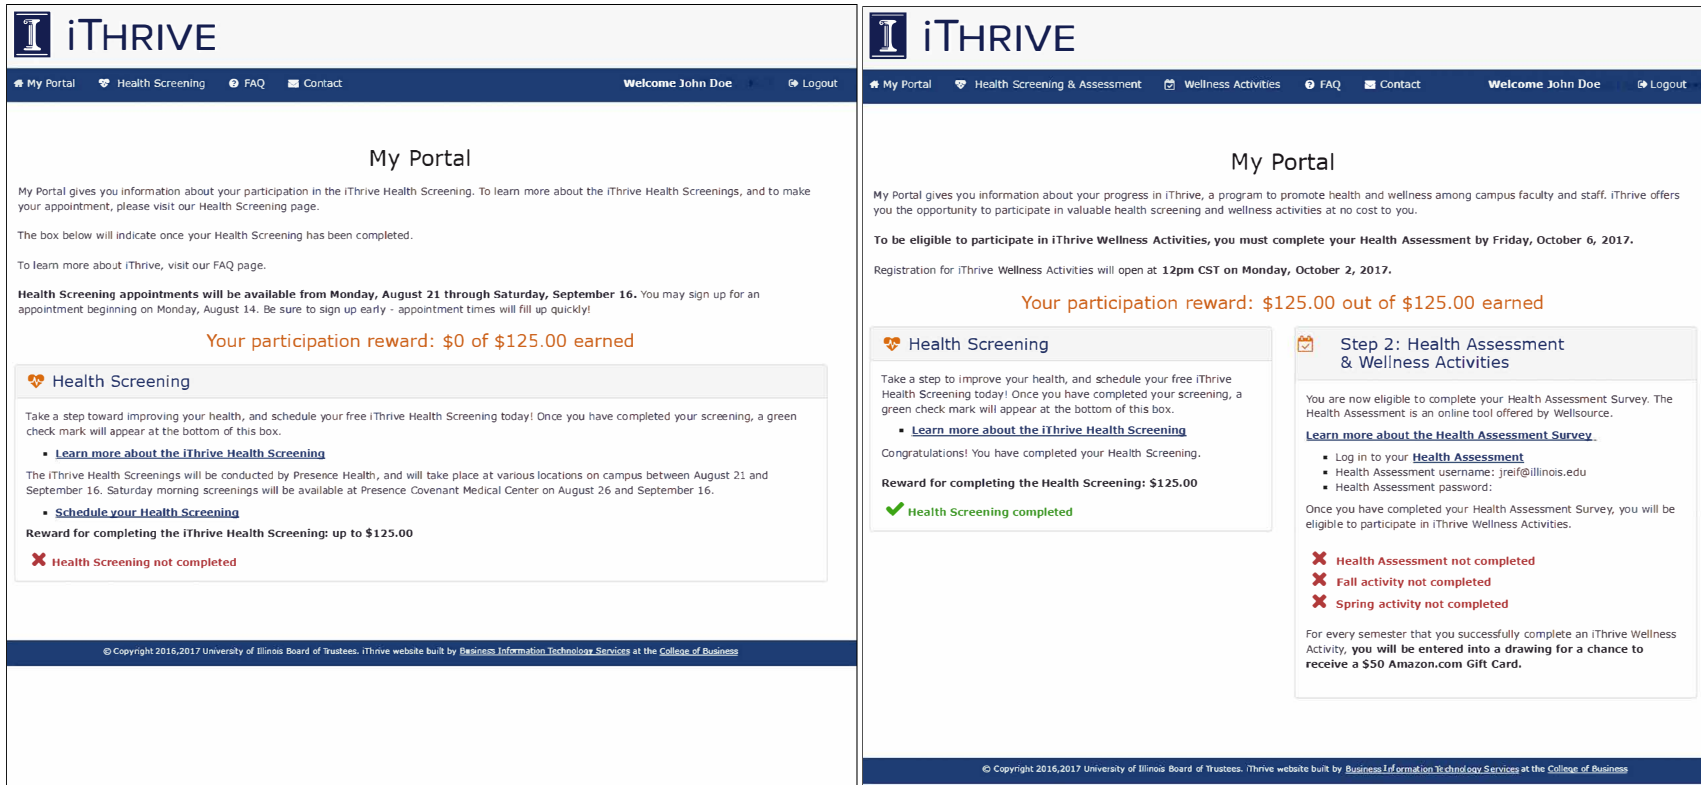 iTHRIVE
My Portal Health Screening FAQ Contact Welcome John Doe Logout
My Portal
My Portal gives you information about your participation in the iThrive Health Screening. To learn more about the iThrive Health Screenings, and to make
your appointment, please visit our Health Screening page.
The box below will indicate once your Health Screening has been completed.
To learn more about iThrive, visit our FAQ page.
Health Screening appointments will be available from Monday, August 21 through Saturday, September 16. You may sign up for an
appointment beginning on Monday, August 14. Be sure to sign up early - appointment times will fill up quickly!
Your participation reward: $0 of $125.00 earned
Health Screening
Take a step toward improving your health, and schedule your free iThrive Health Screening today! Once you have completed your screening, a green
check mark will appear at the bottom of this box.
Learn more about the iThrive Health Screening
The iThrive Health Screenings will be conducted by Presence Health, and will take place at various locations on campus between August 21 and
September 16. Saturday morning screenings will be available at Presence Covenant Medical Center on August 26 and September 16.
Schedule your Health Screening
Reward for completing the iThrive Health Screening: up to $125.00
Health Screening not completed
© Copyright 2016,2017 University of Illinois Board of Trustees. iThrive website built by Business Information Technology Services at the College of Business
iTHRIVE
My Portal Health Screening & Assessment Wellness Activities FAQ Contact Welcome John Doe Logout
My Portal
My Portal gives you information about your progress in iThrive, a program to promote health and wellness among campus faculty and staff. iThrive offers
you the opportunity to participate in valuable health screening and wellness activities at no cost to you.
To be eligible to participate in iThrive Wellness Activities, you must complete your Health Assessment by Friday, October 6, 2017.
Registration for iThrive Wellness Activities will open at 12pm CST on Monday, October 2, 2017.
Your participation reward: $125.00 out of $125.00 earned
Health Screening
Take a step to improve your health, and schedule your free iThrive
Health Screening today! Once you have completed your screening, a
green check mark will appear at the bottom of this box.
Learn more about the iThrive Health Screening
Congratulations! You have completed your Health Screening.
Reward for completing the Health Screening: $125.00
Health Screening completed
Step 2: Health Assessment
& Wellness Activities
You are now eligible to complete your Health Assessment Survey. The
Health Assessment is an online tool offered by Wellsource.
Learn more about the Health Assessment Survey
Log in to your Health Assessment
Health Assessment username: jreif@illinois.edu
Health Assessment password:
Once you have completed your Health Assessment Survey, you will be
eligible to participate in iThrive Wellness Activities.
Health Assessment not completed
Fall activity not completed
Spring activity not completed
For every semester that you successfully complete an iThrive Wellness
Activity, you will be entered into a drawing for a chance to
receive a $50 Amazon.com Gift Card.
© Copyright 2016,2017 University of Illinois Board of Trustees. iThrive website built by Business Information Technology Services at the College of Business